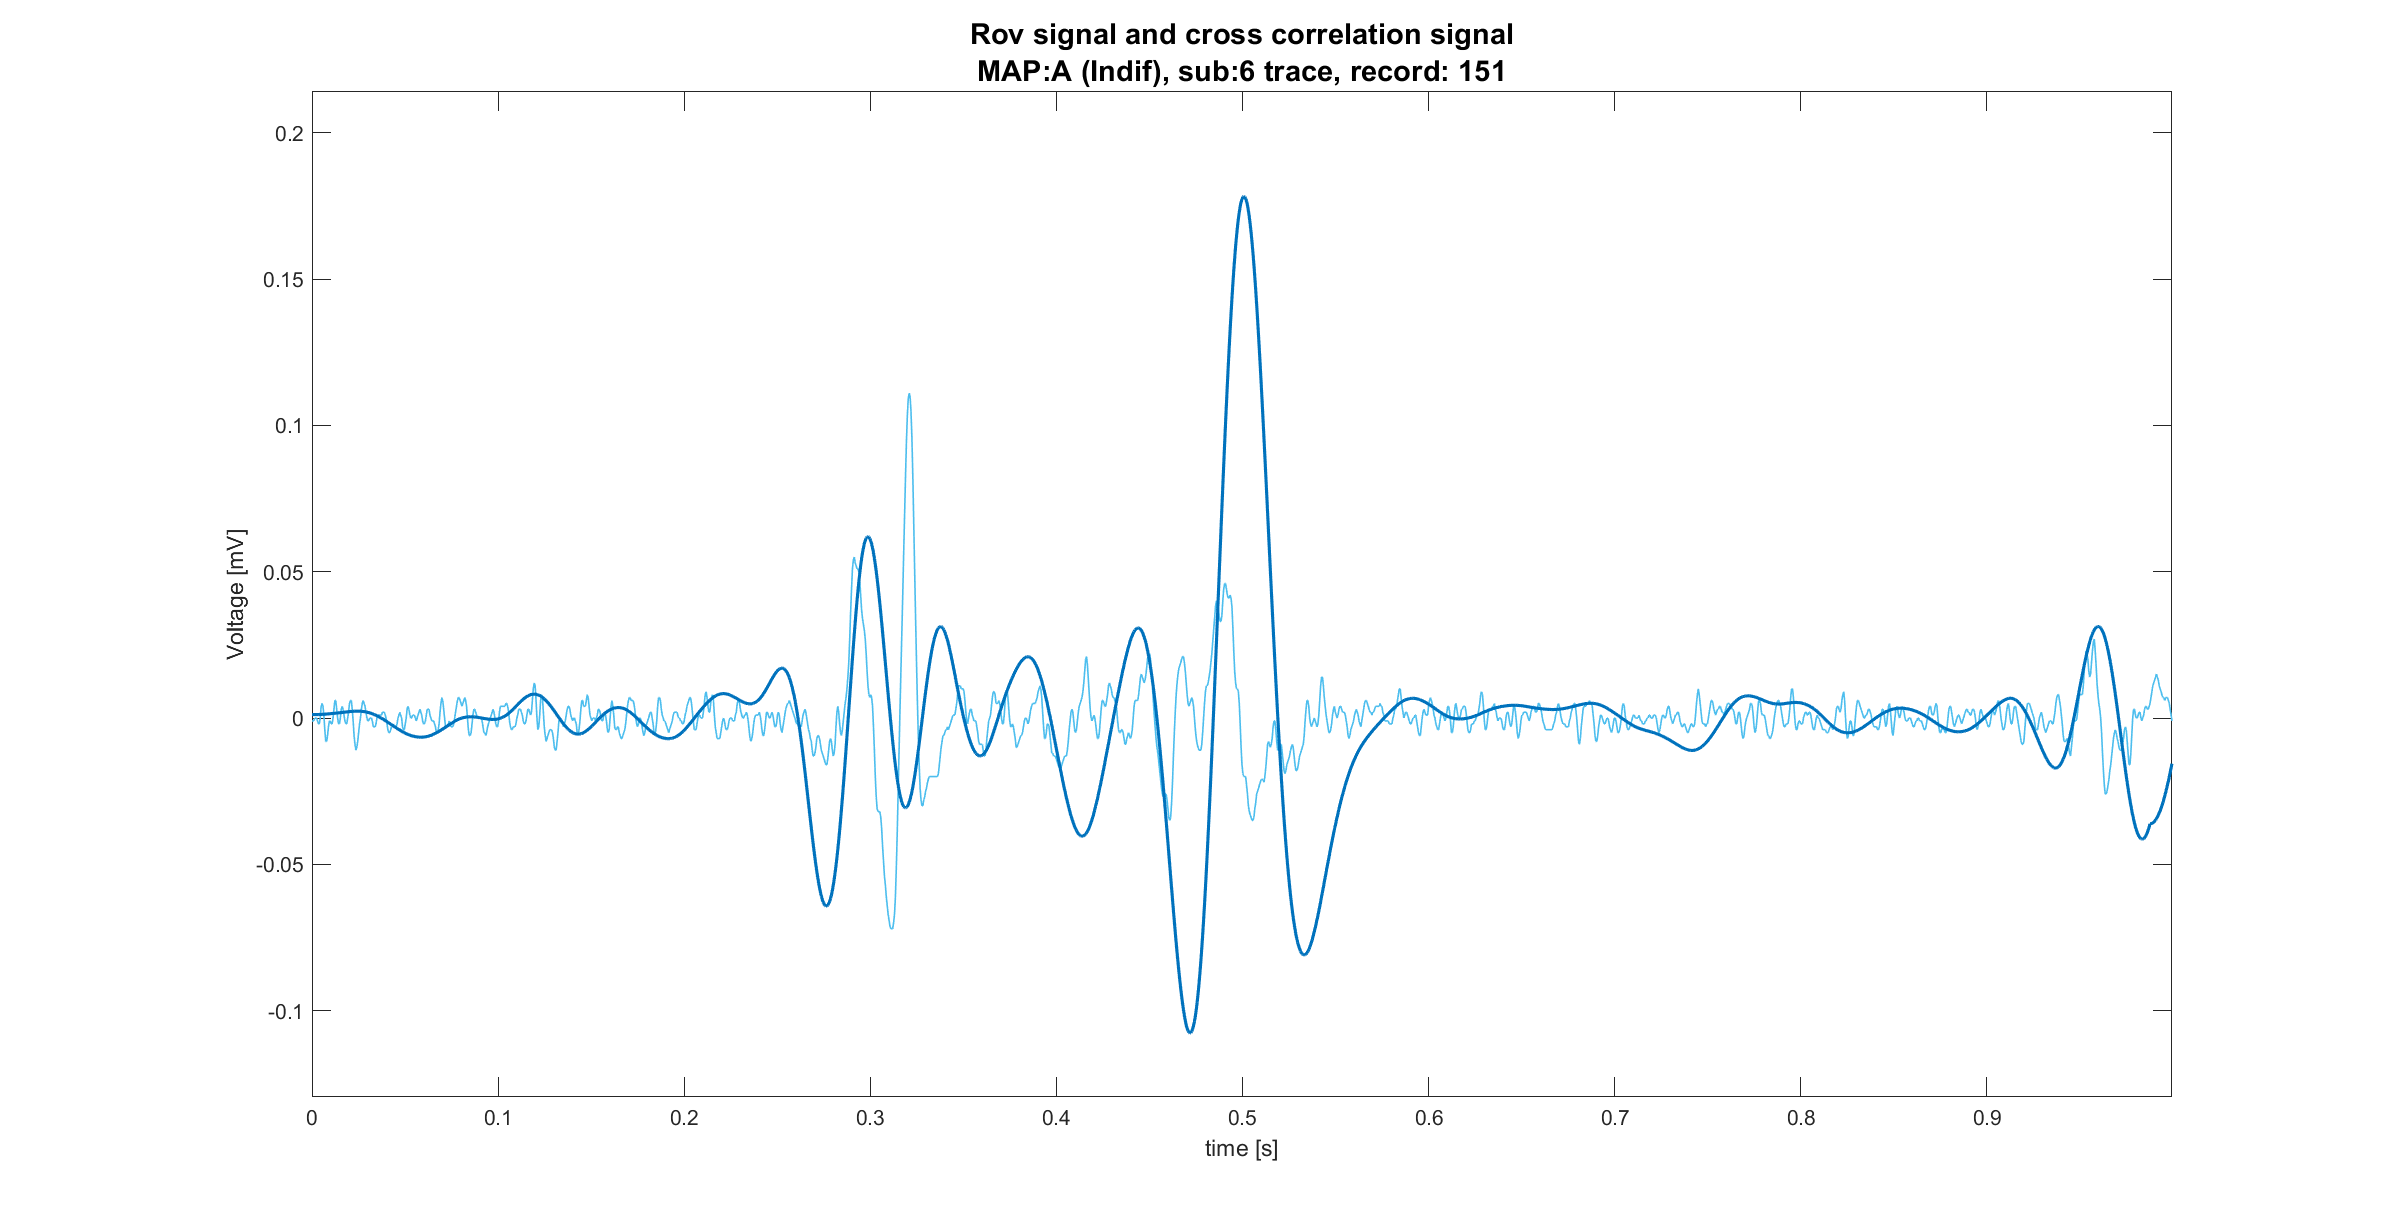 Rov signal and cross correlation signal
MAP:A (Indif), sub:6 trace, record: 151
0.2
0.15
0.1
0.05
0
-0.05
-0.1
Voltage [mV]
0 0.1 0.2 0.3 0.4 0.5 0.6 0.7 0.8 0.9
time [s]